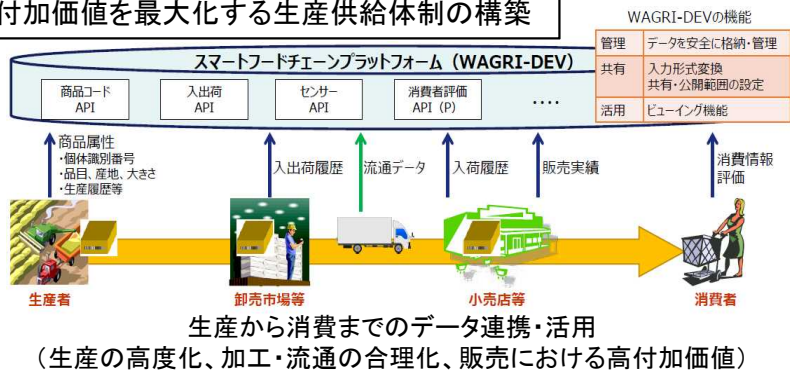 付加価値を最大化する生産供給体制の構築
WAGRI-DEVの機能
管理 データを安全に格納・管理
共有 入力形式変換
共有・公開範囲の設定
活用 ビューイング機能
スマートフードチェーンプラットフォーム（WAGRI-DEV）
商品コード
API
入出荷
API
センサー
API
消費者評価
API（P）
‥‥
商品属性
・個体識別番号
・品目、産地、大きさ
・生産履歴等
入出荷履歴
流通データ
入荷履歴
販売実績
消費情報
評価
生産者
卸売市場等
小売店等
消費者
生産から消費までのデータ連携・活用
（生産の高度化、加工・流通の合理化、販売における高付加価値）